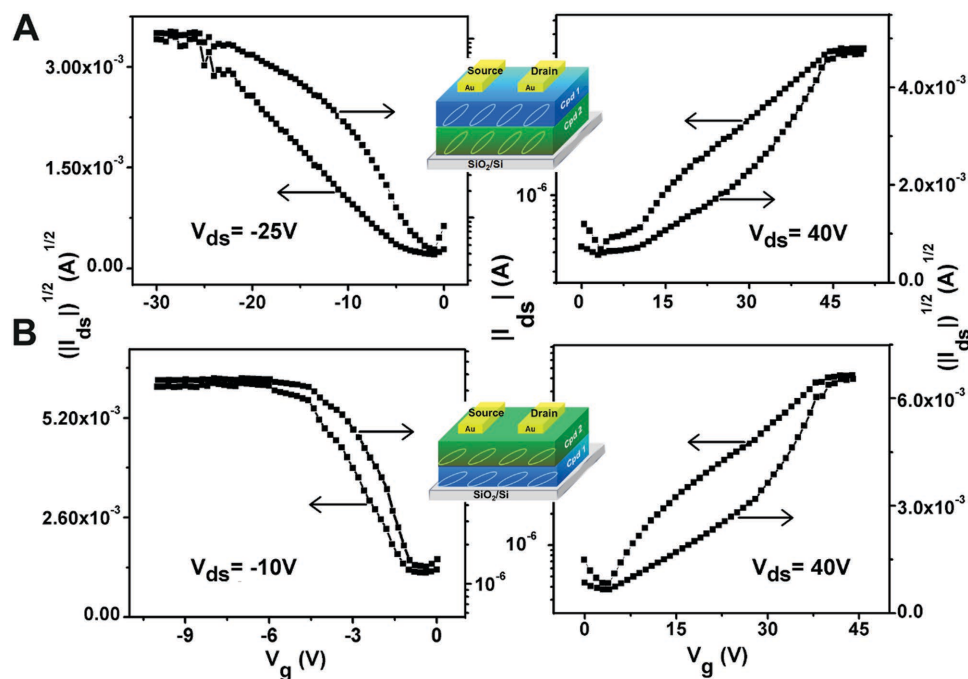 A
3.00x10⁻³
1.50x10⁻³
0.00
(|I_ds|)^1/2 (A)^1/2
V_ds= -25V
-30
-20
-10
0
Source
Drain
Au
Au
Cpd 1
Cpd 2
SiO₂/Si
|I_ds| (A)
10⁻⁶
V_ds= 40V
0
15
30
45
4.0x10⁻³
2.0x10⁻³
0.0
(|I_ds|)^1/2 (A)^1/2
B
5.20x10⁻³
2.60x10⁻³
0.00
V_ds= -10V
-9
-6
-3
0
V_g (V)
10⁻⁶
Source
Drain
Au
Au
Cpd 2
Cpd 1
SiO₂/Si
10⁻⁶
V_ds= 40V
0
15
30
45
V_g (V)
6.0x10⁻³
3.0x10⁻³
0.0